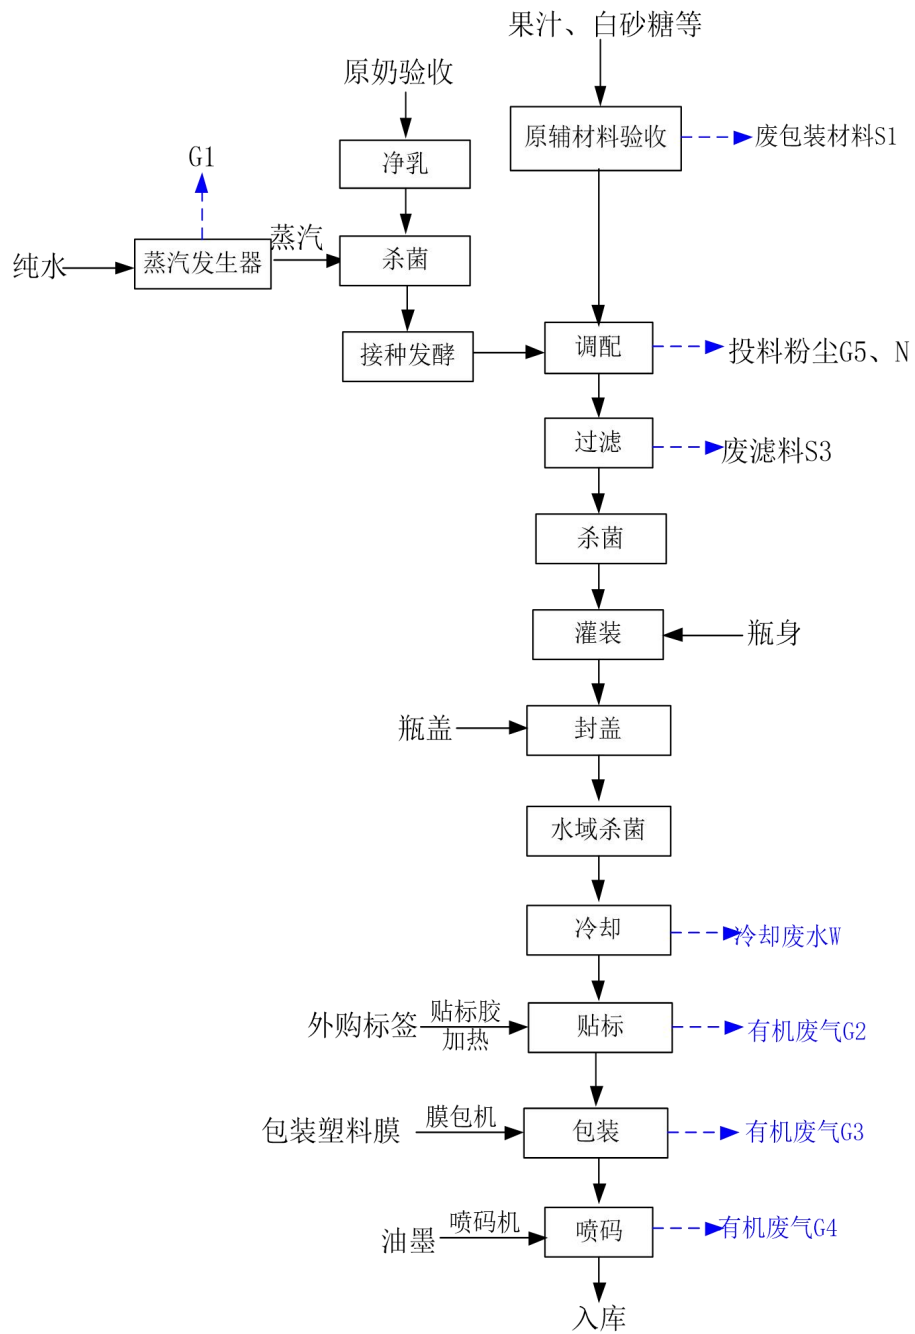 果汁、白砂糖等
原奶验收
原辅材料验收
废包装材料S1
净乳
G1
蒸汽
纯水
蒸汽发生器
杀菌
接种发酵
调配
投料粉尘G5、N
过滤
废滤料S3
杀菌
灌装
瓶身
瓶盖
封盖
水域杀菌
冷却
冷却废水W
外购标签
贴标胶
加热
贴标
有机废气G2
包装塑料膜
膜包机
包装
有机废气G3
油墨
喷码机
喷码
有机废气G4
入库